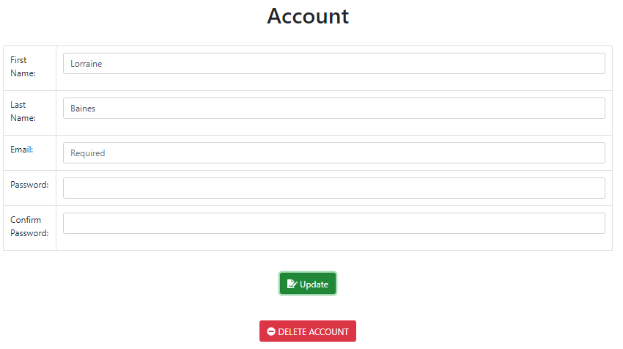 Account
First
Name:
Lorraine
Last
Name:
Baines
Email:
Required
Password:
Confirm
Password:
Update
DELETE ACCOUNT